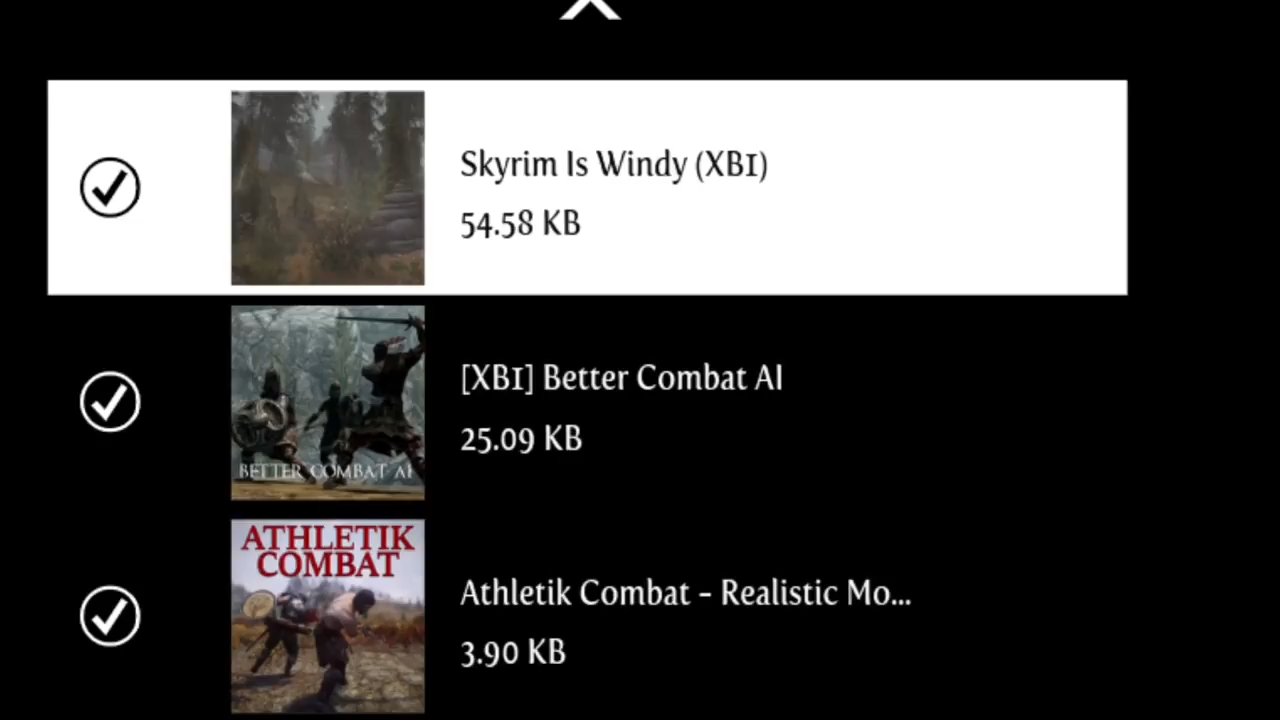 Skyrim Is Windy (XB1)
54.58 KB
BETTER COMBAT AI
[XB1] Better Combat AI
25.09 KB
ATHLETIK
COMBAT
Athletik Combat - Realistic Mo...
3.90 KB